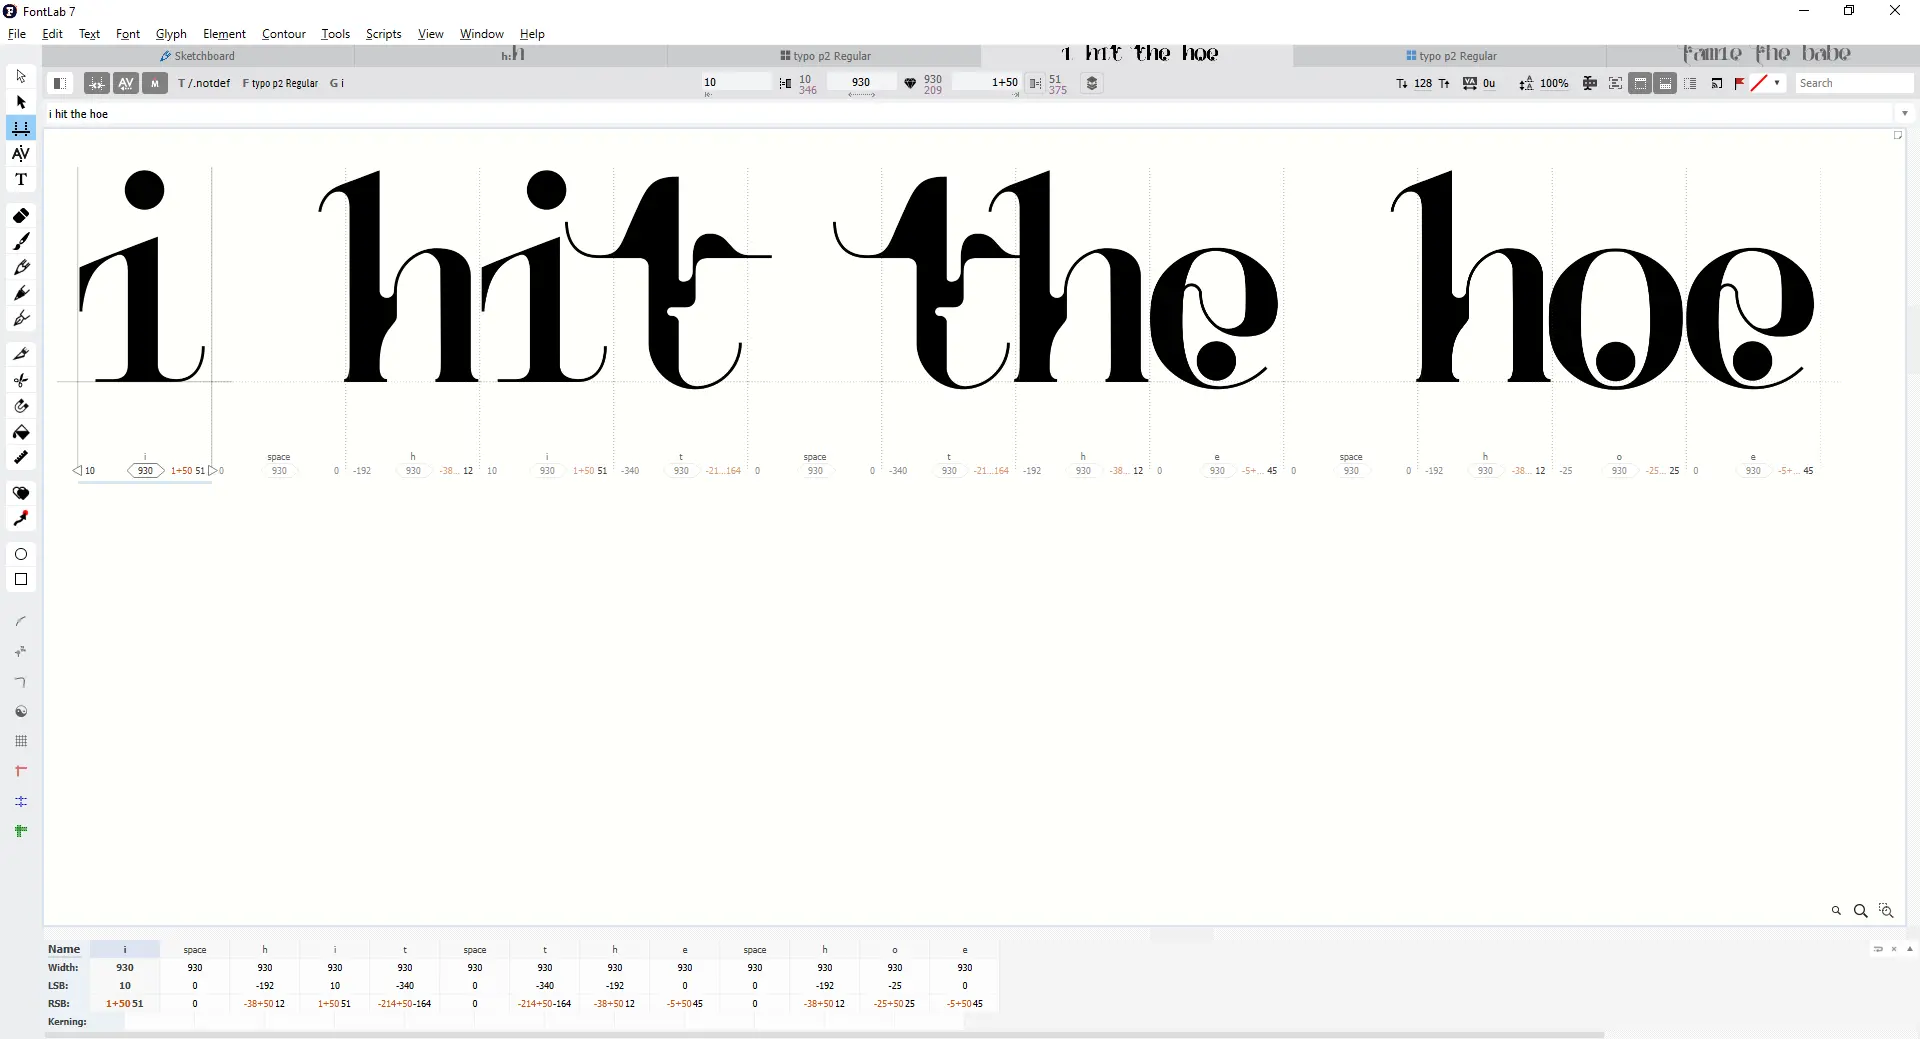 FontLab 7
File Edit Text Font Glyph Element Contour Tools Scripts View Window Help
Sketchboard h:h typo p2 Regular i hit the hoe typo p2 Regular famie the babe
T /.notdef F typo p2 Regular G i 10 10 346 930 930 209 1+50 51 375 128 0u 100% Search
i hit the hoe
i hit the hoe
i space h i t space t h e space h o e
10 930 1+50 51 0 930 0 -192 930 -38... 12 10 930 1+50 51 -340 930 -21...164 0 930 0 -340 930 -21...164 -192 930 -38... 12 0 930 -5+... 45 0 930 0 -192 930 -38... 12 -25 930 -25... 25 0 930 -5+... 45
Name i space h i t space t h e space h o e
Width: 930 930 930 930 930 930 930 930 930 930 930 930 930
LSB: 10 0 -192 10 -340 0 -340 -192 0 0 -192 -25 0
RSB: 1+50 51 0 -38+50 12 1+50 51 -214+50 -164 0 -214+50 -164 -38+50 12 -5+50 45 0 -38+50 12 -25+50 25 -5+50 45
Kerning: